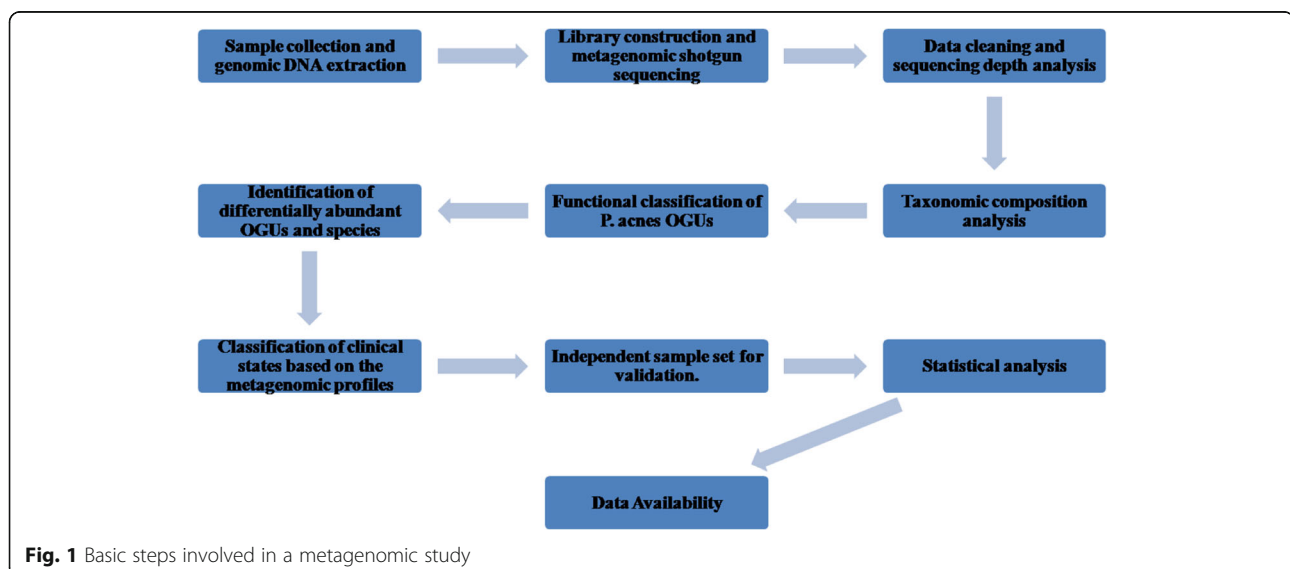 Sample collection and
genomic DNA extraction
Library construction and
metagenomic shotgun
sequencing
Data cleaning and
sequencing depth analysis
Taxonomic composition
analysis
Functional classification of
P. acnes OGUs
Identification of
differentially abundant
OGUs and species
Classification of clinical
states based on the
metagenomic profiles
Independent sample set for
validation.
Statistical analysis
Data Availability
Fig. 1 Basic steps involved in a metagenomic study